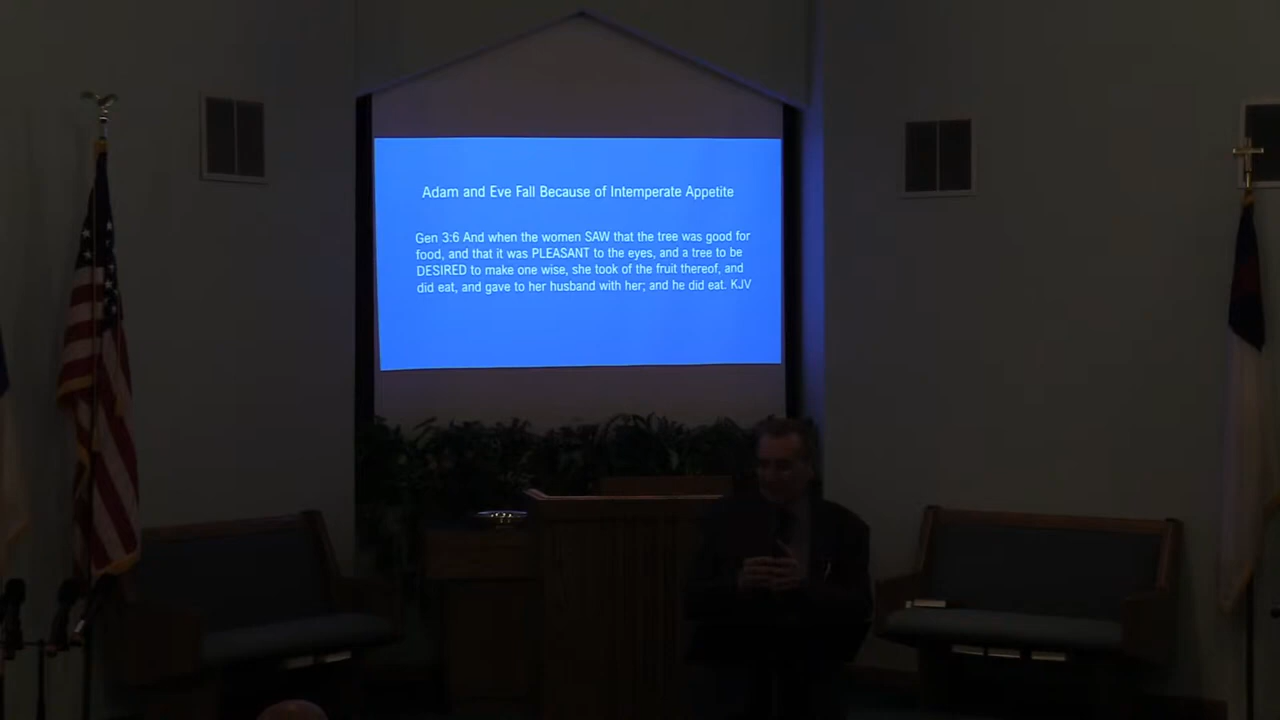 Adam and Eve Fall Because of Intemperate Appetite
Gen 3:6 And when the women SAW that the tree was good for
food, and that it was PLEASANT to the eyes, and a tree to be
DESIRED to make one wise, she took of the fruit thereof, and
did eat, and gave to her husband with her; and he did eat. KJV